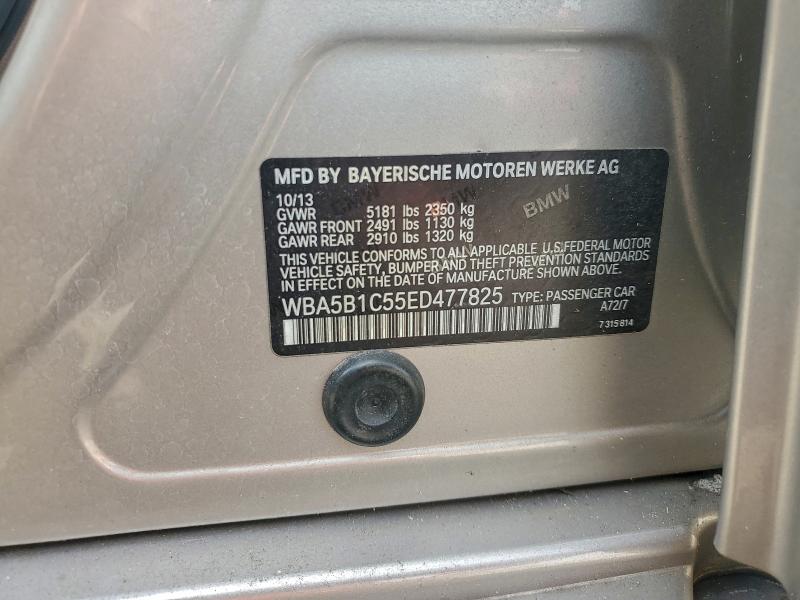 MFD BY BAYERISCHE MOTOREN WERKE AG
10/13
GVWR 5181 lbs 2350 kg
GAWR FRONT 2491 lbs 1130 kg
GAWR REAR 2910 lbs 1320 kg
BMW BMW BMW
THIS VEHICLE CONFORMS TO ALL APPLICABLE U.S.FEDERAL MOTOR
VEHICLE SAFETY, BUMPER AND THEFT PREVENTION STANDARDS
IN EFFECT ON THE DATE OF MANUFACTURE SHOWN ABOVE.
WBA5B1C55ED477825 TYPE: PASSENGER CAR
A72/7
7315814